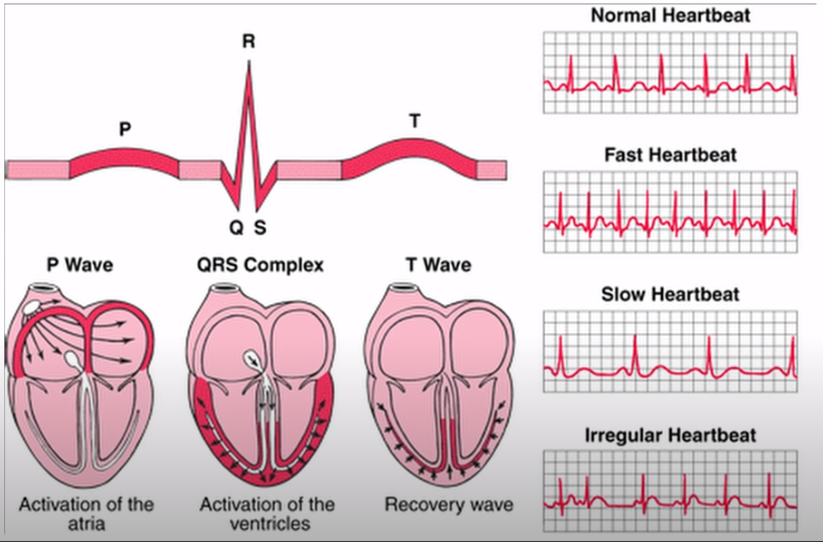 R
P
T
Q S
P Wave
QRS Complex
T Wave
Activation of the
atria
Activation of the
ventricles
Recovery wave
Normal Heartbeat
Fast Heartbeat
Slow Heartbeat
Irregular Heartbeat